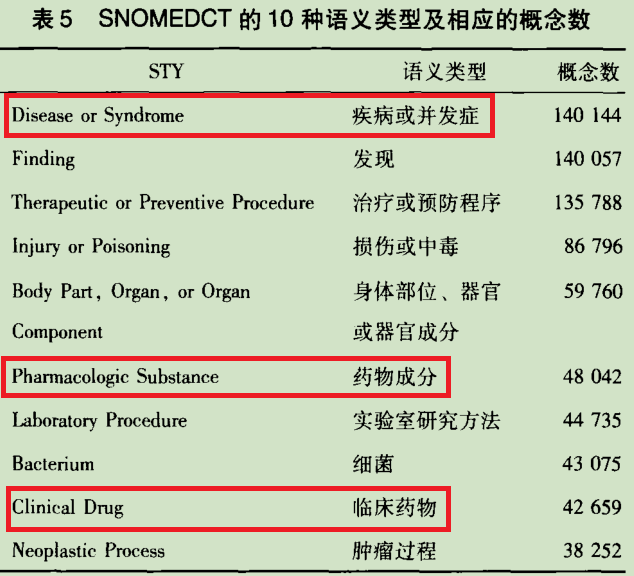 表5 SNOMEDCT 的 10 种语义类型及相应的概念数
STY 语义类型 概念数
Disease or Syndrome 疾病或并发症 140 144
Finding 发现 140 057
Therapeutic or Preventive Procedure 治疗或预防程序 135 788
Injury or Poisoning 损伤或中毒 86 796
Body Part, Organ, or Organ 身体部位、器官 59 760
Component 或器官成分
Pharmacologic Substance 药物成分 48 042
Laboratory Procedure 实验室研究方法 44 735
Bacterium 细菌 43 075
Clinical Drug 临床药物 42 659
Neoplastic Process 肿瘤过程 38 252